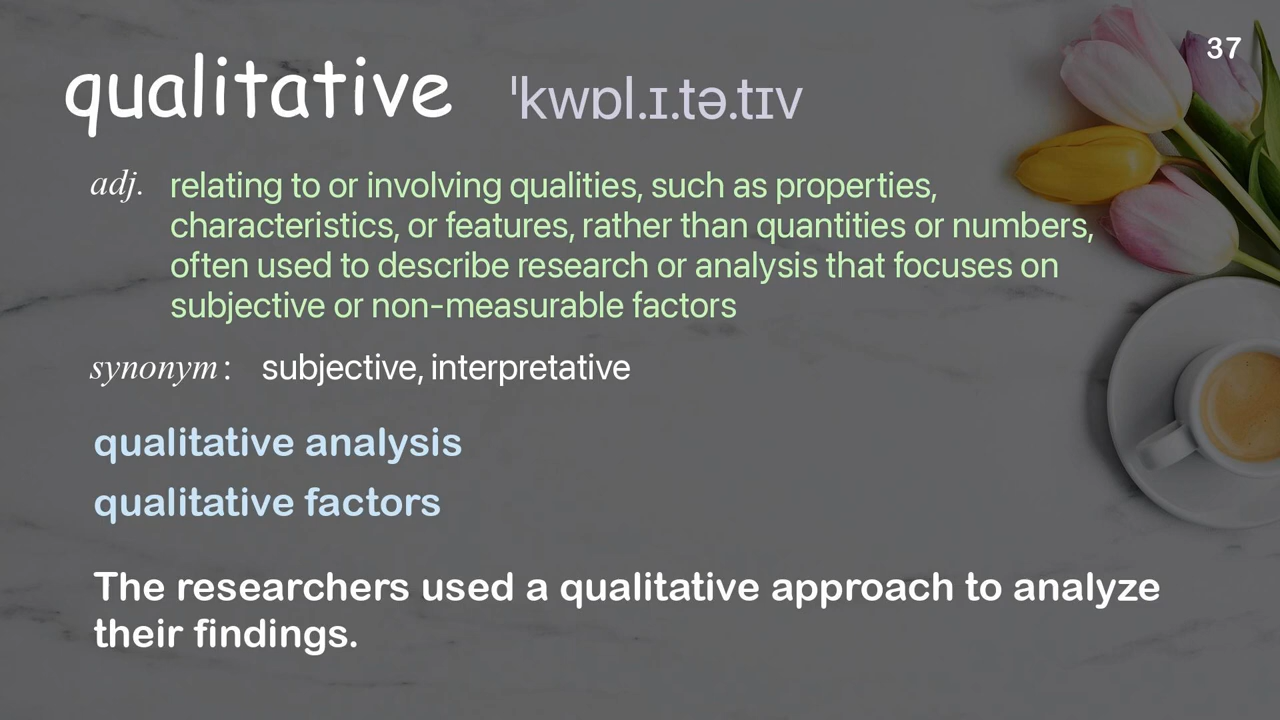 37
qualitative ˈkwɒl.ɪ.tə.tɪv
adj. relating to or involving qualities, such as properties,
characteristics, or features, rather than quantities or numbers,
often used to describe research or analysis that focuses on
subjective or non-measurable factors
synonym: subjective, interpretative
qualitative analysis
qualitative factors
The researchers used a qualitative approach to analyze
their findings.